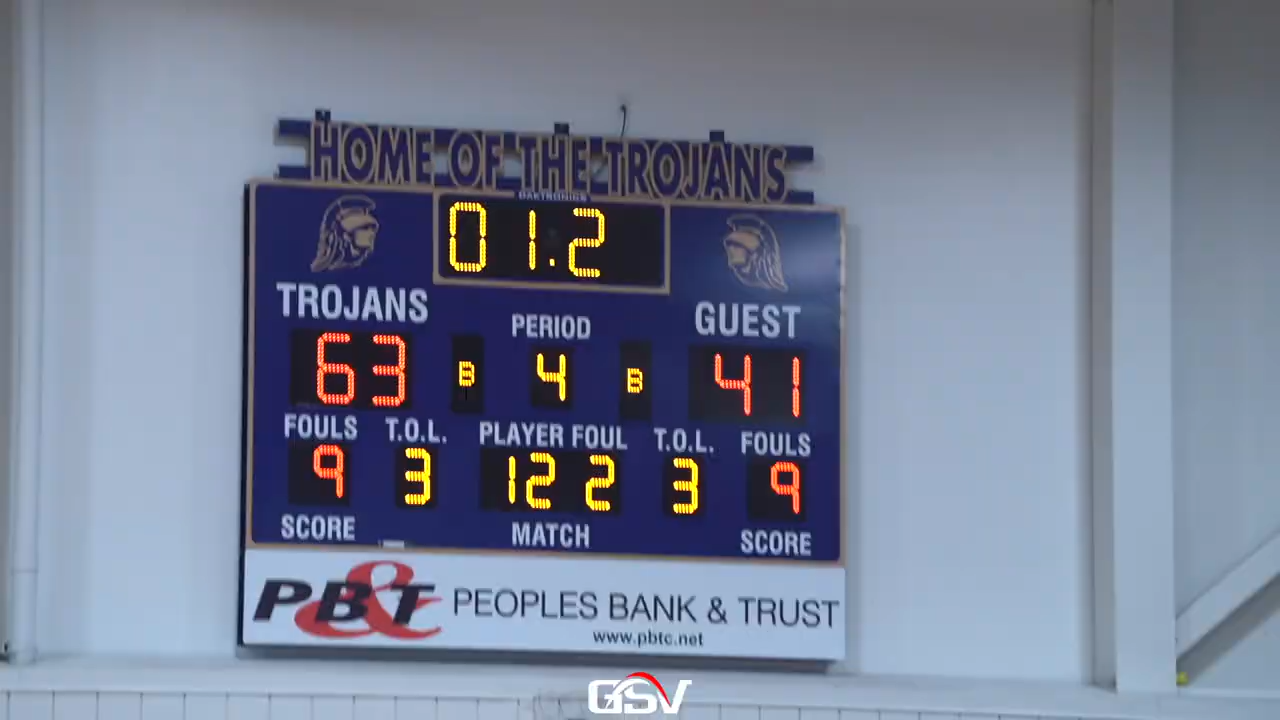 HOME OF THE TROJANS
DAKTRONICS
01.2
TROJANS
PERIOD
GUEST
63 B 4 B 41
FOULS T.O.L. PLAYER FOUL T.O.L. FOULS
9 3 12 2 3 9
SCORE MATCH SCORE
PB&T PEOPLES BANK & TRUST
www.pbtc.net
GSV